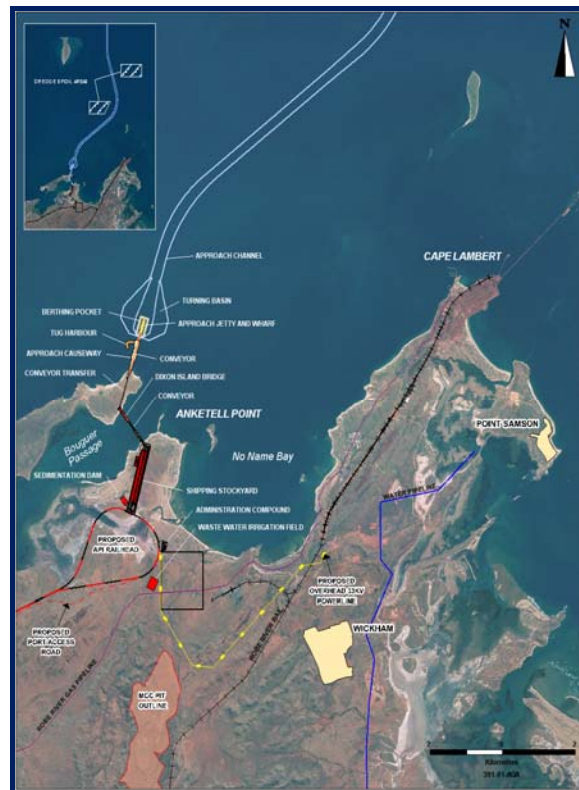 N
DREDGE SPOIL AREAS
CAPE LAMBERT
APPROACH CHANNEL
TURNING BASIN
BERTHING POCKET
APPROACH JETTY AND WHARF
TUG HARBOUR
APPROACH CAUSEWAY
CONVEYOR
CONVEYOR TRANSFER
DIXON ISLAND BRIDGE
CONVEYOR
ANKETELL POINT
POINT SAMSON
Bouguer
Passage
No Name Bay
SEDIMENTATION DAM
SHIPPING STOCKYARD
WATER PIPELINE
ADMINISTRATION COMPOUND
WASTE WATER IRRIGATION FIELD
PROPOSED
API RAILHEAD
PROPOSED
OVERHEAD 33KV
POWERLINE
PROPOSED
PORT ACCESS
ROAD
WICKHAM
ROBE RIVER RAIL
ROBE RIVER GAS PIPELINE
MCC PIT
OUTLINE
Kilometres